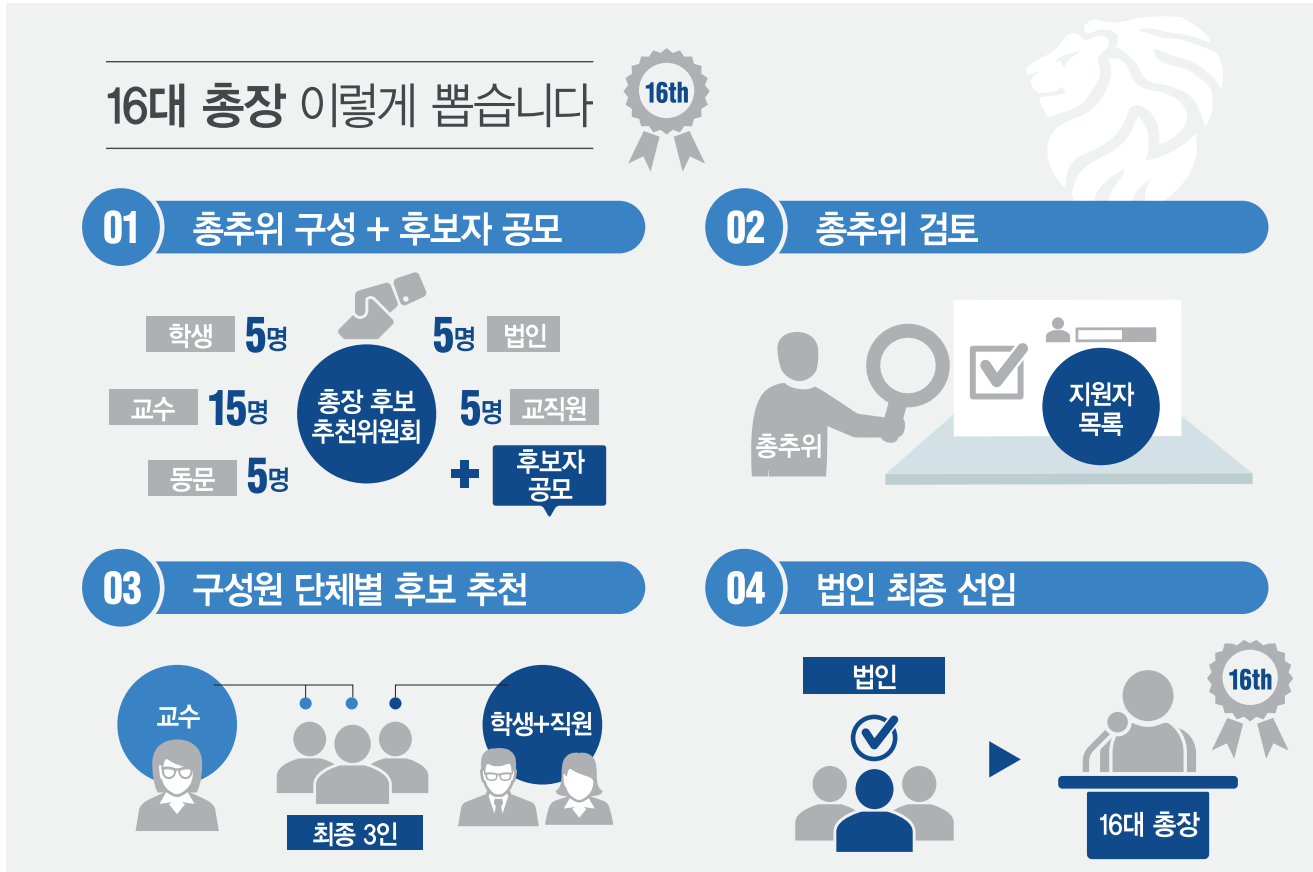 16대 총장 이렇게 뽑습니다
16th
01 총추위 구성 + 후보자 공모
학생 5명
5명 법인
교수 15명
총장 후보
추천위원회
5명 교직원
동문 5명
+
후보자
공모
02 총추위 검토
총추위
지원자
목록
03 구성원 단체별 후보 추천
교수
학생+직원
최종 3인
04 법인 최종 선임
법인
16th
16대 총장